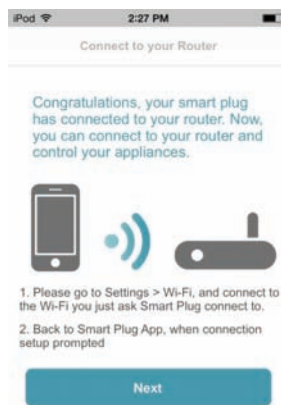 iPod 2:27 PM
Connect to your Router
Congratulations, your smart plug
has connected to your router. Now,
you can connect to your router and
control your appliances.
1. Please go to Settings > Wi-Fi, and connect to
the Wi-Fi you just ask Smart Plug connect to.
2. Back to Smart Plug App, when connection
setup prompted
Next